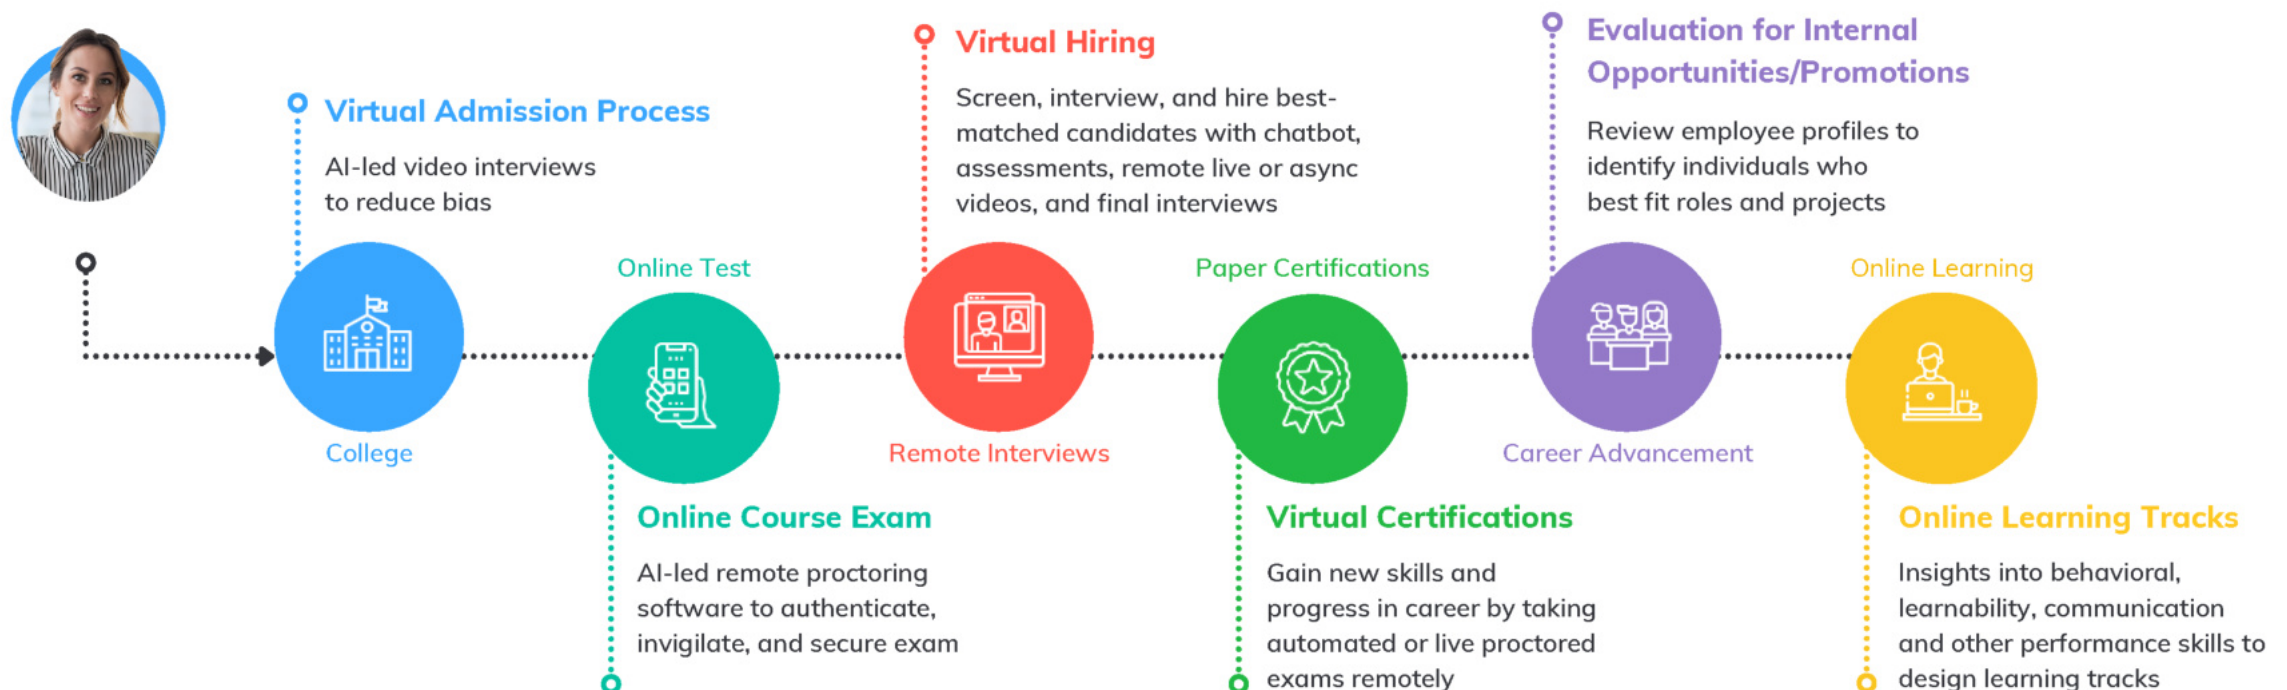 Virtual Admission Process
AI-led video interviews
to reduce bias
College
Online Test
Online Course Exam
AI-led remote proctoring
software to authenticate,
invigilate, and secure exam
Virtual Hiring
Screen, interview, and hire best-
matched candidates with chatbot,
assessments, remote live or async
videos, and final interviews
Remote Interviews
Paper Certifications
Virtual Certifications
Gain new skills and
progress in career by taking
automated or live proctored
exams remotely
Evaluation for Internal
Opportunities/Promotions
Review employee profiles to
identify individuals who
best fit roles and projects
Career Advancement
Online Learning
Online Learning Tracks
Insights into behavioral,
learnability, communication
and other performance skills to
design learning tracks